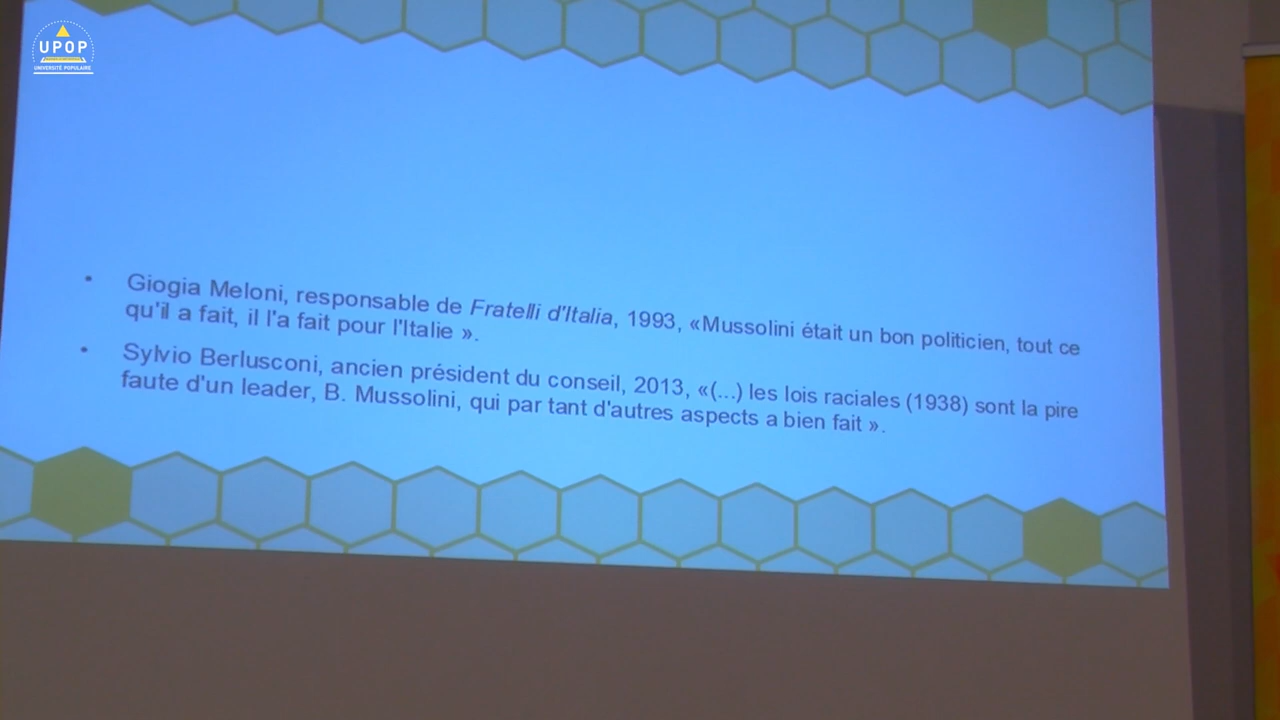 UPOP
UNIVERSITÉ POPULAIRE
• Giogia Meloni, responsable de Fratelli d'Italia, 1993, «Mussolini était un bon politicien, tout ce
qu'il a fait, il l'a fait pour l'Italie ».
• Sylvio Berlusconi, ancien président du conseil, 2013, «(...) les lois raciales (1938) sont la pire
faute d'un leader, B. Mussolini, qui par tant d'autres aspects a bien fait ».